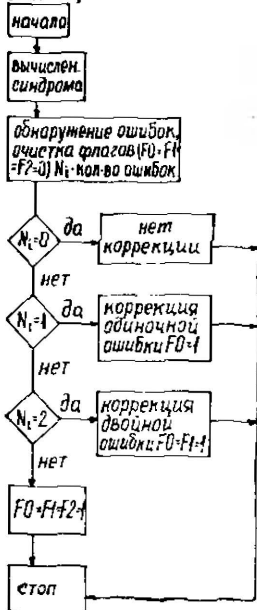 начало
вычислен.
синдрома
обнаружение ошибок,
очистка флагов (F0=F1=
=F2=0) Ni-кол-во ошибок
Ni=0
да
нет
коррекции
нет
Ni=1
да
коррекция
одиночной
ошибки F0=1
нет
Ni=2
да
коррекция
двойной
ошибки F0=F1=1
нет
F0=F1=F2=1
стоп